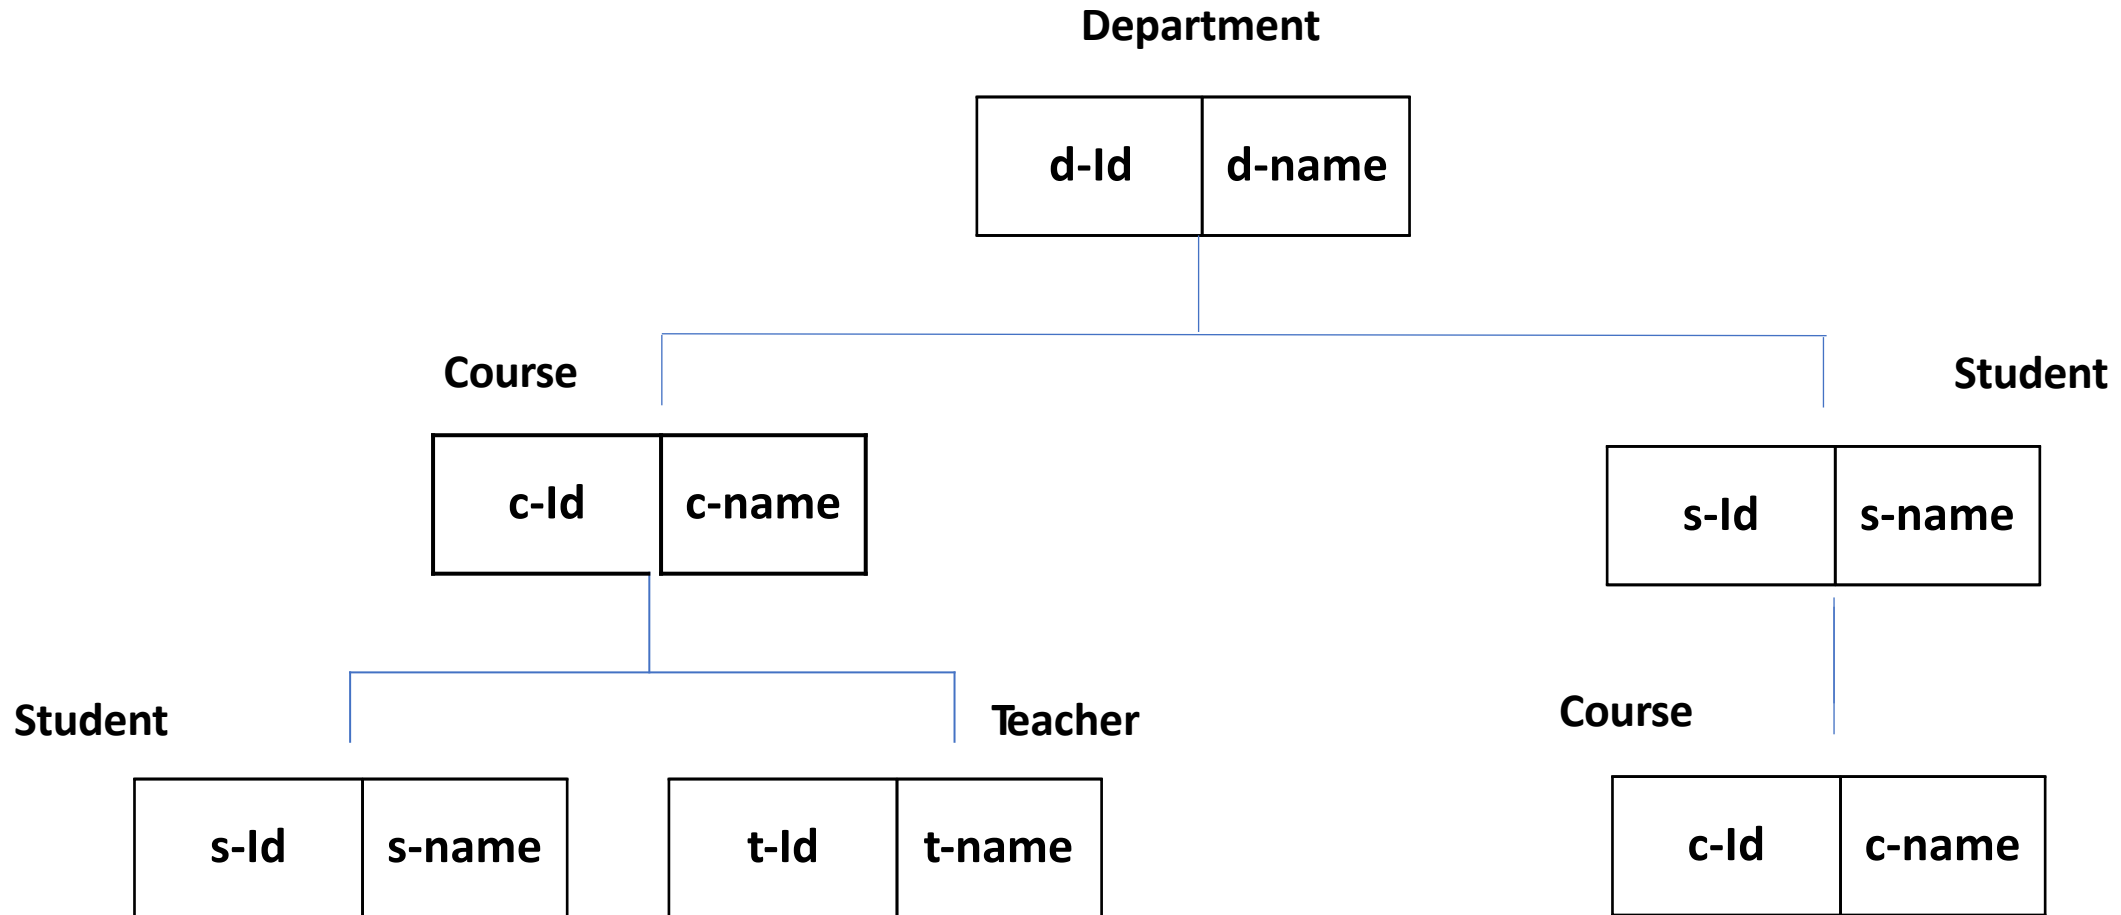 Department
d-Id d-name
Course
Student
c-Id c-name
s-Id s-name
Student
Teacher
Course
s-Id s-name
t-Id t-name
c-Id c-name